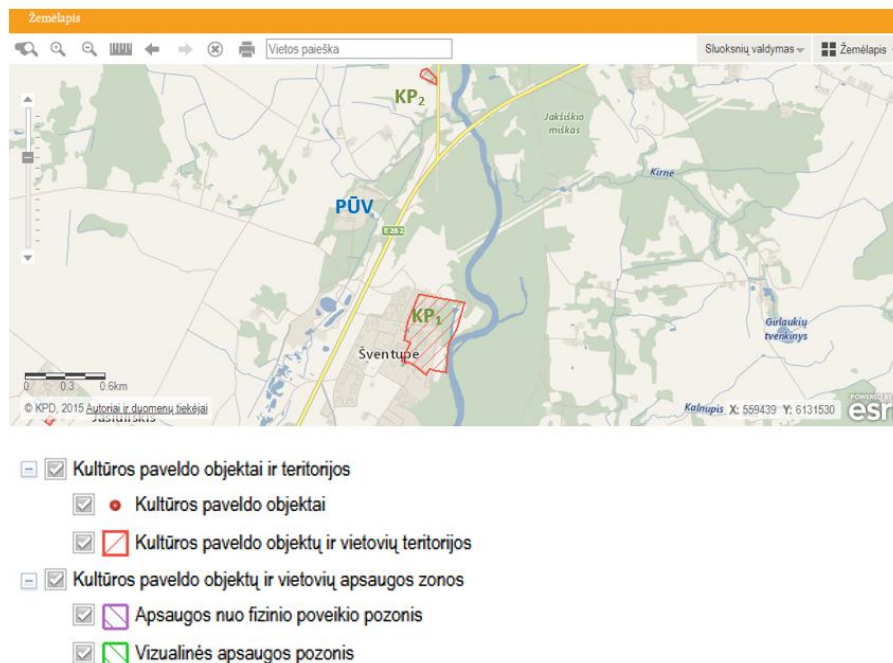 Žemėlapis
Vietos paieška
Sluoksnių valdymas
Žemėlapis
KP2
Jakšiškio
miškas
Kirnė
PŪV
E 262
KP1
Šventupė
Girlaukių
tvenkinys
0 0.3 0.6km
© KPD, 2015 Autoriai ir duomenų tiekėjai
Kalnupis
X: 559439 Y: 6131530
POWERED BY
esri
Kultūros paveldo objektai ir teritorijos
Kultūros paveldo objektai
Kultūros paveldo objektų ir vietovių teritorijos
Kultūros paveldo objektų ir vietovių apsaugos zonos
Apsaugos nuo fizinio poveikio pozonis
Vizualinės apsaugos pozonis